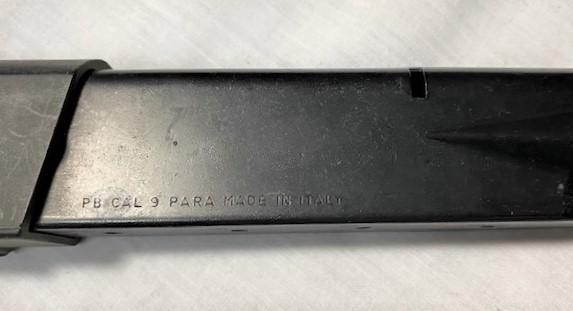 PB CAL 9 PARA MADE IN ITALY